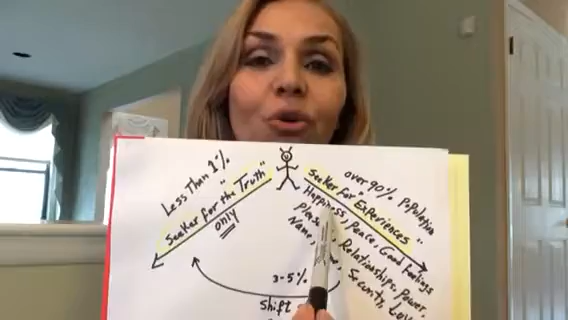 Less Than 1%
Seeker for the "Truth"
only
over 90% Population
Seeker for "Experiences"
Happiness, Peace, Good Feelings
Relationships, Power,
Name,
Security,
3-5%
Shift